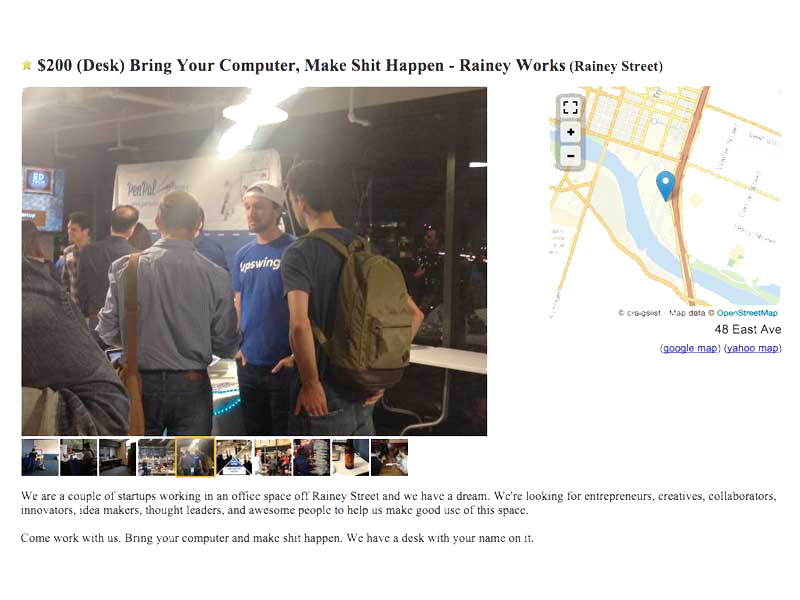 $200 (Desk) Bring Your Computer, Make Shit Happen - Rainey Works (Rainey Street)
PenPal
upswing
+
−
Holly Street
© craigslist - Map data © OpenStreetMap
48 East Ave
(google map) (yahoo map)
We are a couple of startups working in an office space off Rainey Street and we have a dream. We're looking for entrepreneurs, creatives, collaborators,
innovators, idea makers, thought leaders, and awesome people to help us make good use of this space.
Come work with us. Bring your computer and make shit happen. We have a desk with your name on it.